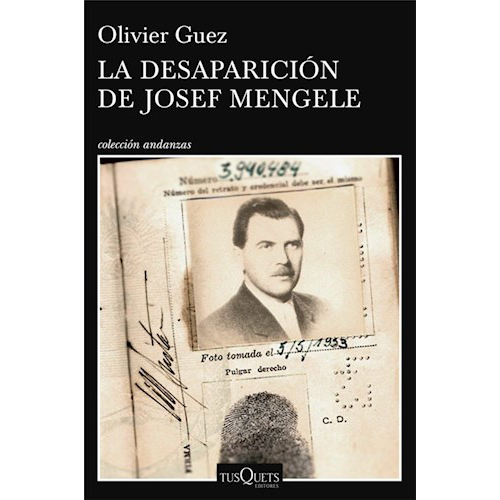 Olivier Guez
LA DESAPARICIÓN
DE JOSEF MENGELE
colección andanzas
Número 3.940.484
Número del retrato y credencial debe ser el mismo
Foto tomada el 5/5/1953
Pulgar derecho
C. D.
FIRMA
TUSQUETS
EDITORES